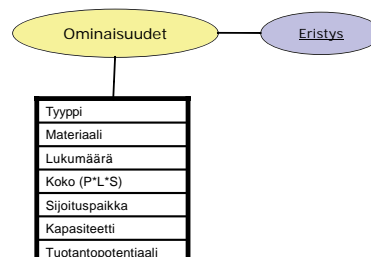 Ominaisuudet
Eristys
Tyyppi
Materiaali
Lukumäärä
Koko (P*L*S)
Sijoituspaikka
Kapasiteetti
Tuotantopotentiaali